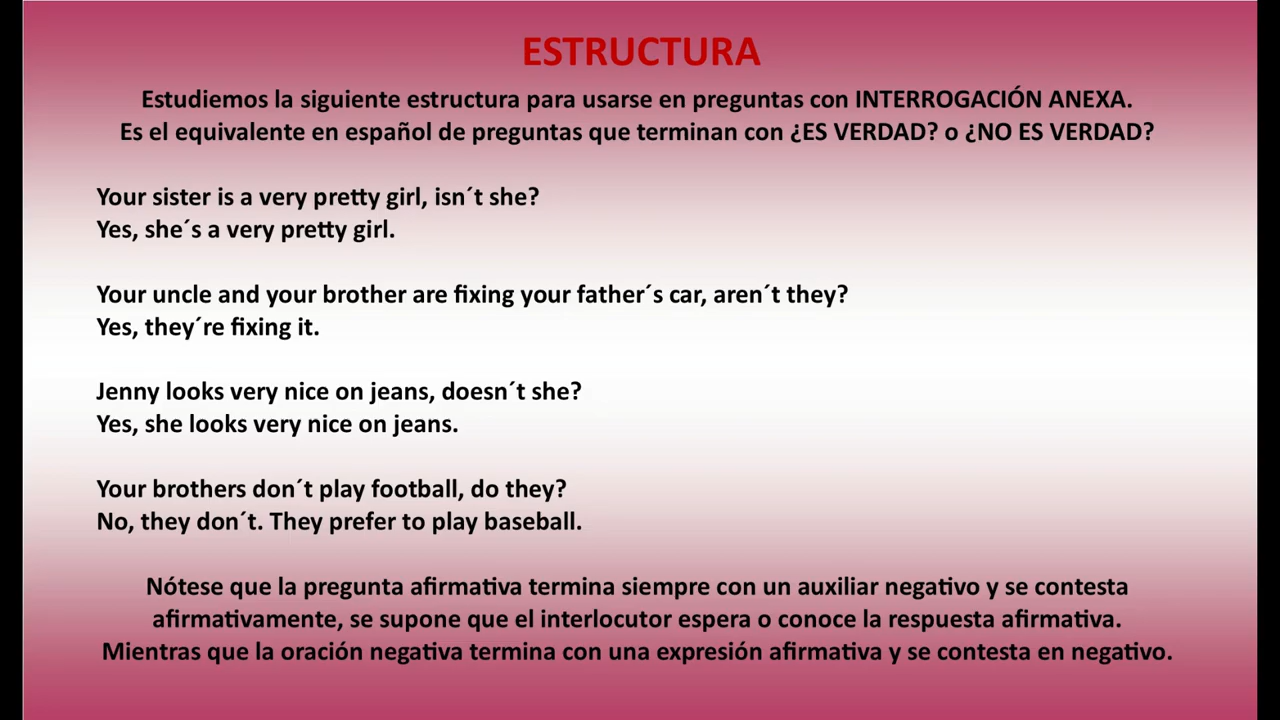 ESTRUCTURA
Estudiemos la siguiente estructura para usarse en preguntas con INTERROGACIÓN ANEXA.
Es el equivalente en español de preguntas que terminan con ¿ES VERDAD? o ¿NO ES VERDAD?
Your sister is a very pretty girl, isn´t she?
Yes, she´s a very pretty girl.
Your uncle and your brother are fixing your father´s car, aren´t they?
Yes, they´re fixing it.
Jenny looks very nice on jeans, doesn´t she?
Yes, she looks very nice on jeans.
Your brothers don´t play football, do they?
No, they don´t. They prefer to play baseball.
Nótese que la pregunta afirmativa termina siempre con un auxiliar negativo y se contesta
afirmativamente, se supone que el interlocutor espera o conoce la respuesta afirmativa.
Mientras que la oración negativa termina con una expresión afirmativa y se contesta en negativo.